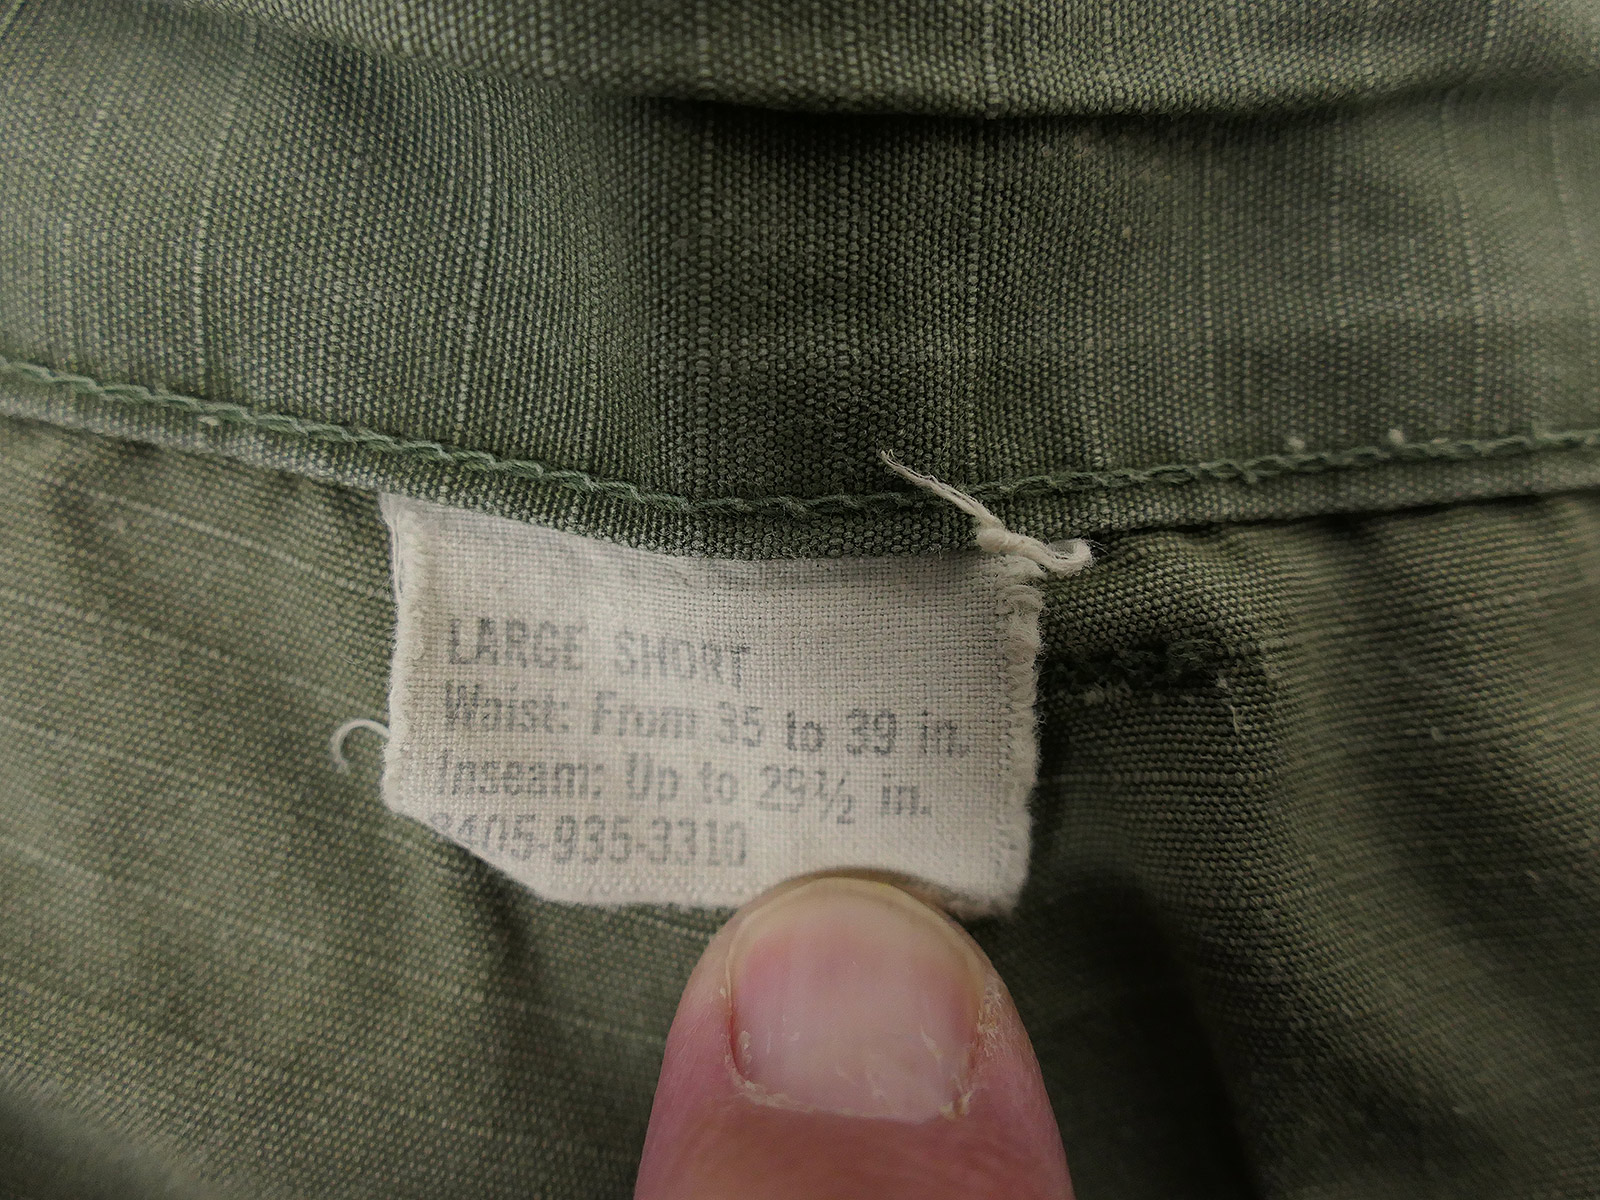 LARGE SHORT
Waist: From 35 to 39 in.
Inseam: Up to 29½ in.
8405-935-3310